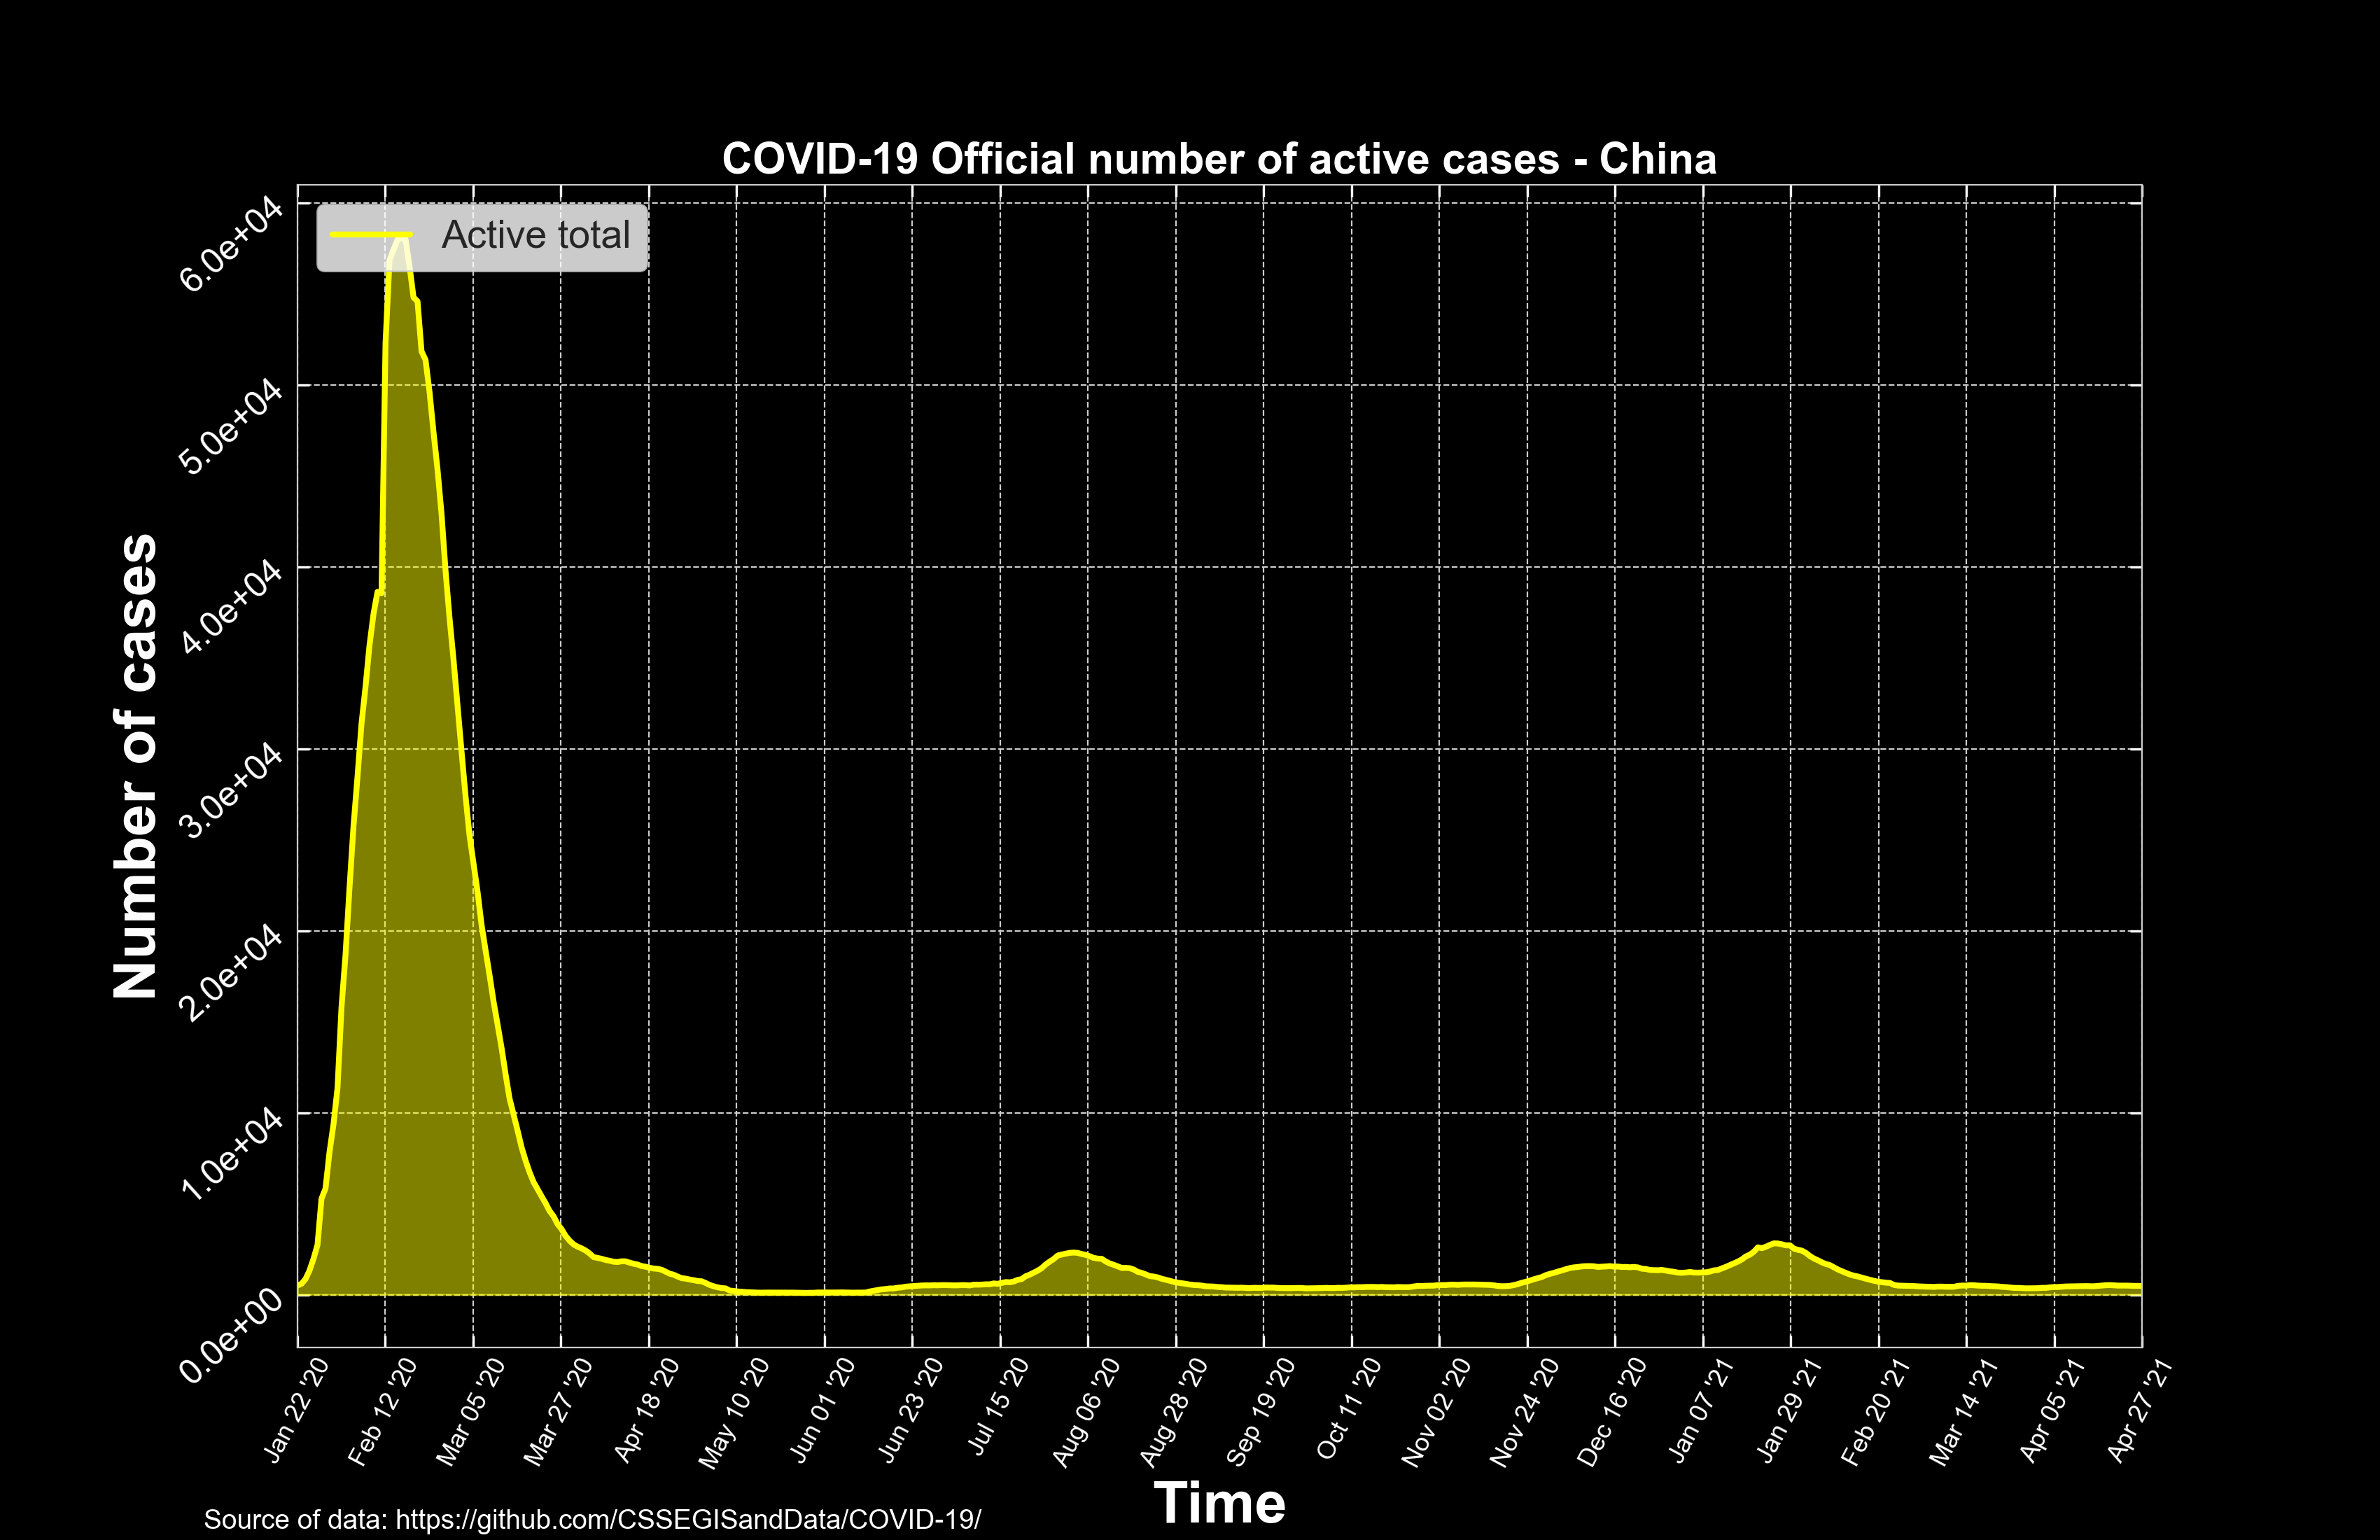 COVID-19 Official number of active cases - China
Active total
Number of cases
6.0e+04
5.0e+04
4.0e+04
3.0e+04
2.0e+04
1.0e+04
0.0e+00
Jan 22 '20
Feb 12 '20
Mar 05 '20
Mar 27 '20
Apr 18 '20
May 10 '20
Jun 01 '20
Jun 23 '20
Jul 15 '20
Aug 06 '20
Aug 28 '20
Sep 19 '20
Oct 11 '20
Nov 02 '20
Nov 24 '20
Dec 16 '20
Jan 07 '21
Jan 29 '21
Feb 20 '21
Mar 14 '21
Apr 05 '21
Apr 27 '21
Time
Source of data: https://github.com/CSSEGISandData/COVID-19/